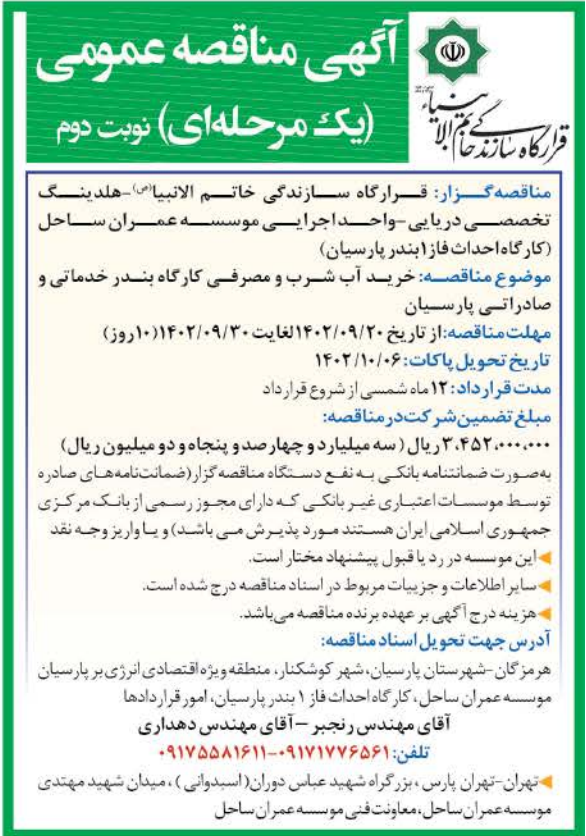 آگهی مناقصه عمومی
(یک مرحله‌ای) نوبت دوم
قرارگاه سازندگی خاتم الانبیاء
مناقصه‌گزار: قرارگاه سازندگی خاتم الانبیا(ص)-هلدینگ
تخصصی دریایی-واحد اجرایی موسسه عمران ساحل
(کارگاه احداث فاز ۱ بندر پارسیان)
موضوع مناقصه: خرید آب شرب و مصرفی کارگاه بندر خدماتی و
صادراتی پارسیان
مهلت مناقصه: از تاریخ ۱۴۰۲/۰۹/۲۰ لغایت ۱۴۰۲/۰۹/۳۰ (۱۰ روز)
تاریخ تحویل پاکات: ۱۴۰۲/۱۰/۰۶
مدت قرارداد: ۱۲ ماه شمسی از شروع قرارداد
مبلغ تضمین شرکت در مناقصه:
۳،۴۵۲،۰۰۰،۰۰۰ ریال (سه میلیارد و چهارصد و پنجاه و دو میلیون ریال)
به‌صورت ضمانتنامه بانکی به نفع دستگاه مناقصه‌گزار(ضمانت‌نامه‌های صادره
توسط موسسات اعتباری غیر بانکی که دارای مجوز رسمی از بانک مرکزی
جمهوری اسلامی ایران هستند مورد پذیرش می باشد) و یا واریز وجه نقد
◄این موسسه در رد یا قبول پیشنهاد مختار است.
◄سایر اطلاعات و جزییات مربوط در اسناد مناقصه درج شده است.
◄هزینه درج آگهی بر عهده برنده مناقصه می‌باشد.
آدرس جهت تحویل اسناد مناقصه:
هرمزگان-شهرستان پارسیان، شهر کوشکنار، منطقه ویژه اقتصادی انرژی بر پارسیان
موسسه عمران ساحل، کارگاه احداث فاز ۱ بندر پارسیان، امور قراردادها
آقای مهندس رنجبر – آقای مهندس دهداری
تلفن: ۰۹۱۷۱۷۷۶۵۶۱-۰۹۱۷۵۵۸۱۶۱۱
◄تهران-تهران پارس، بزرگراه شهید عباس دوران(اسبدوانی)، میدان شهید مهتدی
موسسه عمران ساحل، معاونت فنی موسسه عمران ساحل